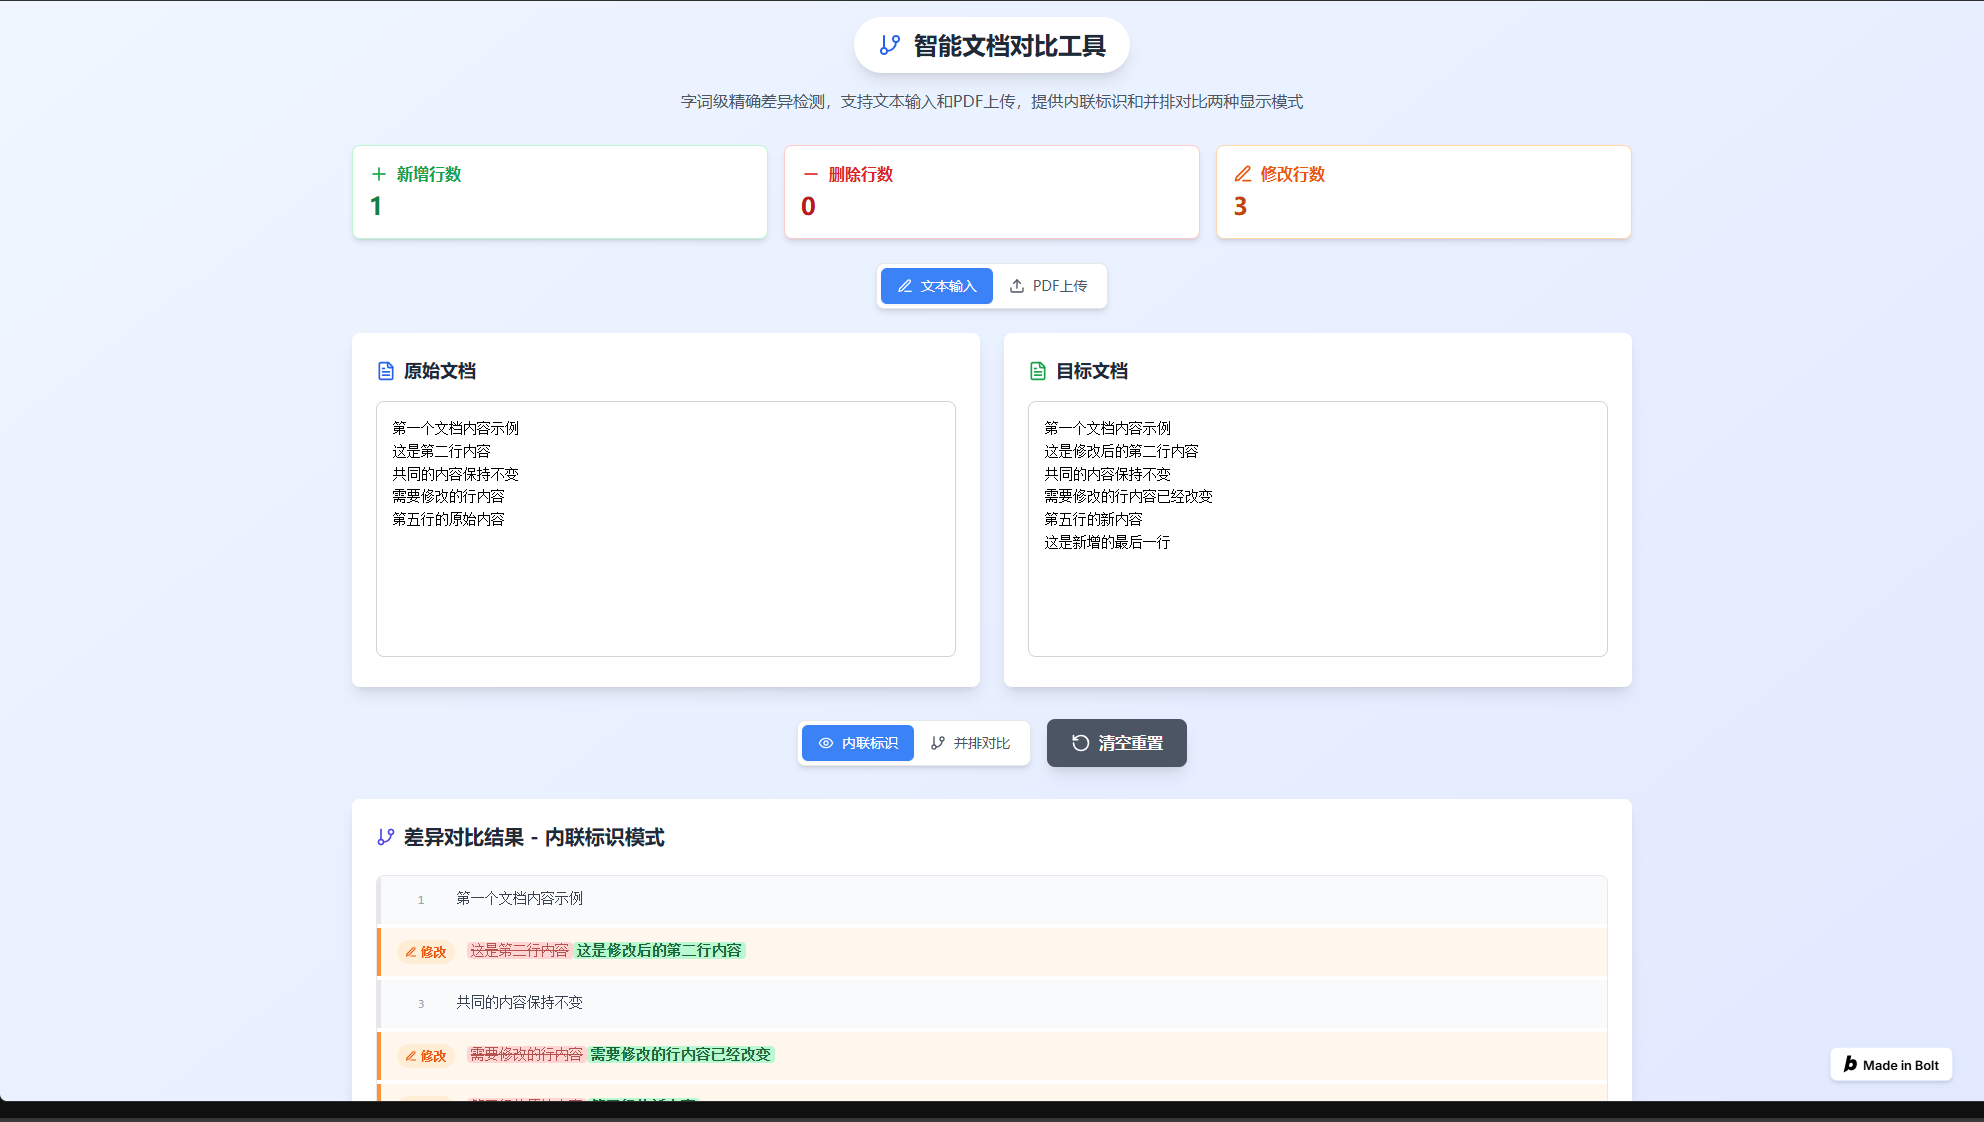 智能文档对比工具
字词级精确差异检测，支持文本输入和PDF上传，提供内联标识和并排对比两种显示模式
新增行数
1
删除行数
0
修改行数
3
文本输入
PDF上传
原始文档
第一个文档内容示例
这是第二行内容
共同的内容保持不变
需要修改的行内容
第五行的原始内容
目标文档
第一个文档内容示例
这是修改后的第二行内容
共同的内容保持不变
需要修改的行内容已经改变
第五行的新内容
这是新增的最后一行
内联标识
并排对比
清空重置
差异对比结果 - 内联标识模式
1 第一个文档内容示例
修改 这是第二行内容 这是修改后的第二行内容
3 共同的内容保持不变
修改 需要修改的行内容 需要修改的行内容已经改变
Made in Bolt